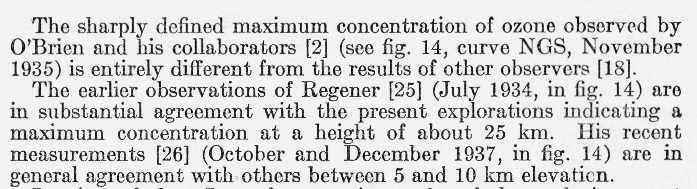 The sharply defined maximum concentration of ozone observed by
O'Brien and his collaborators [2] (see fig. 14, curve NGS, November
1935) is entirely different from the results of other observers [18].
The earlier observations of Regener [25] (July 1934, in fig. 14) are
in substantial agreement with the present explorations indicating a
maximum concentration at a height of about 25 km. His recent
measurements [26] (October and December 1937, in fig. 14) are in
general agreement with others between 5 and 10 km elevation.